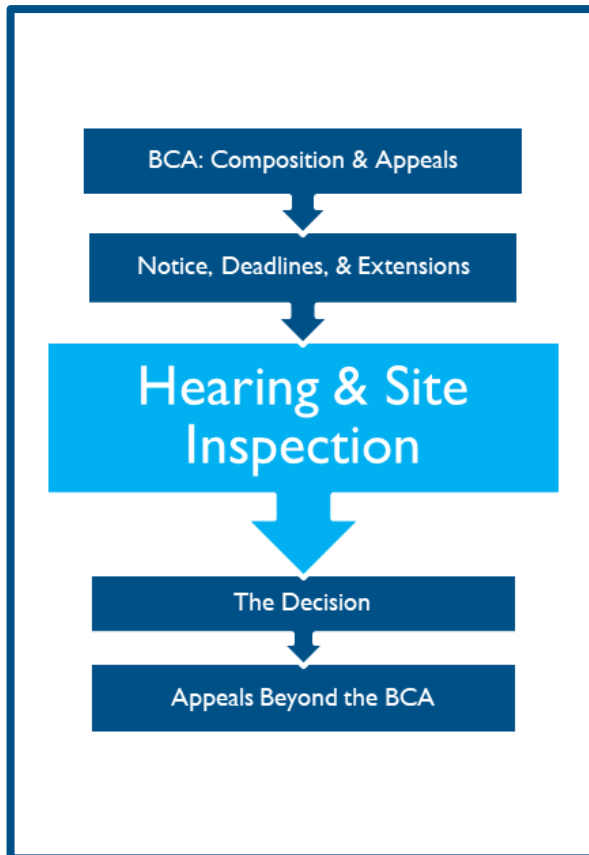 BCA: Composition & Appeals
Notice, Deadlines, & Extensions
Hearing & Site
Inspection
The Decision
Appeals Beyond the BCA